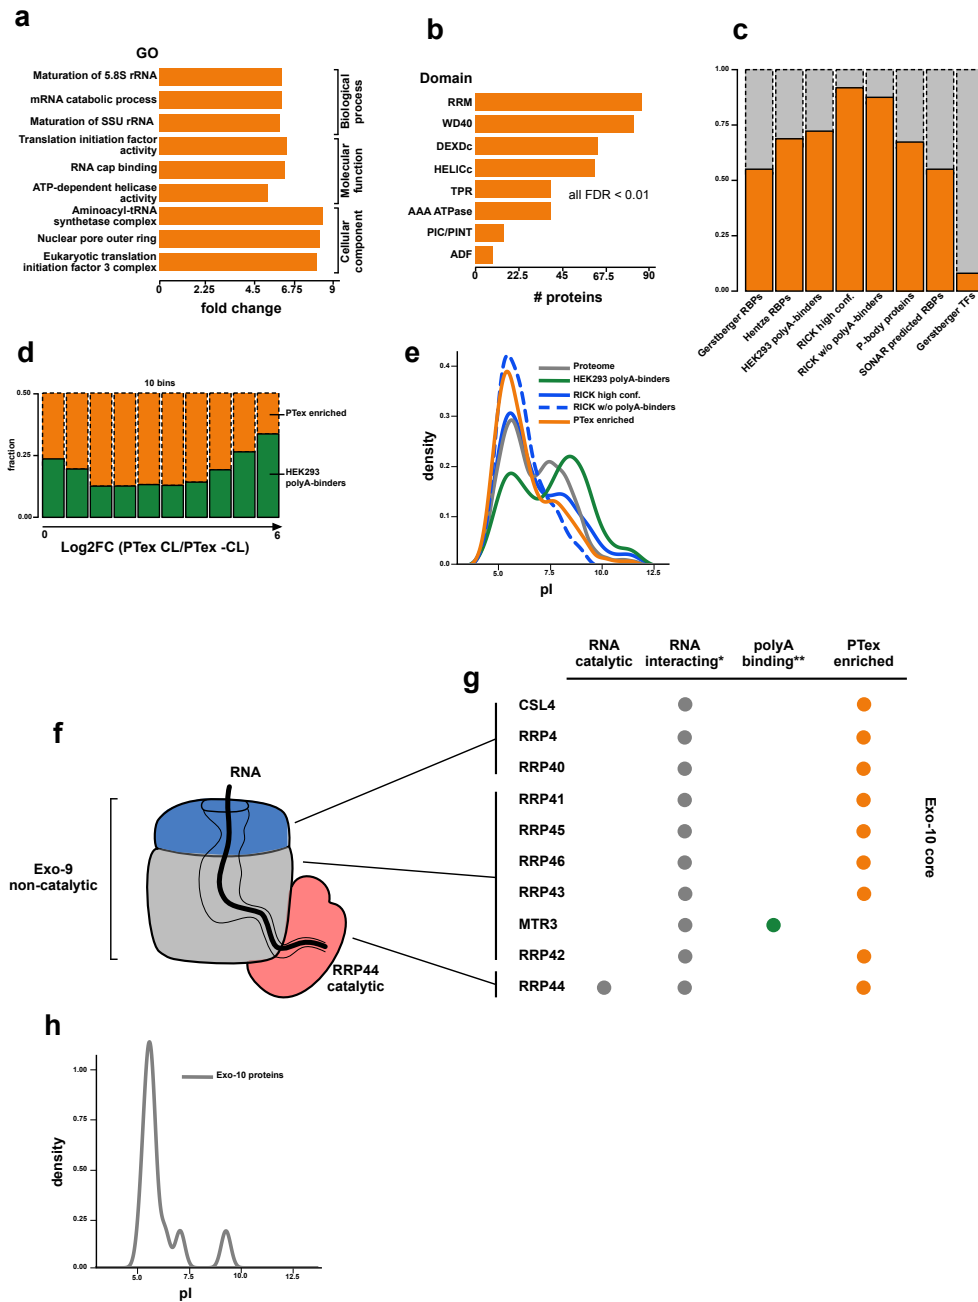 a
GO
Maturation of 5.8S rRNA
mRNA catabolic process
Maturation of SSU rRNA
Translation initiation factor
activity
RNA cap binding
ATP-dependent helicase
activity
Aminoacyl-tRNA
synthetase complex
Nuclear pore outer ring
Eukaryotic translation
initiation factor 3 complex
Biological
process
Molecular
function
Cellular
component
0 2.25 4.5 6.75 9
fold change
b
Domain
RRM
WD40
DEXDc
HELICc
TPR
AAA ATPase
PIC/PINT
ADF
all FDR < 0.01
0 22.5 45 67.5 90
# proteins
c
1.00
0.75
0.50
0.25
0.00
Gerstberger RBPs
Hentze RBPs
HEK293 polyA-binders
RICK high conf.
RICK w/o polyA-binders
P-body proteins
SONAR predicted RBPs
Gerstberger TFs
d
10 bins
0.50
0.25
0.00
fraction
PTex enriched
HEK293
polyA-binders
0 6
Log2FC (PTex CL/PTex -CL)
e
0.4
0.3
0.2
0.1
0.0
density
Proteome
HEK293 polyA-binders
RICK high conf.
RICK w/o polyA-binders
PTex enriched
5.0 7.5 10.0 12.5
pI
f
RNA
Exo-9
non-catalytic
RRP44
catalytic
g
RNA
catalytic
RNA
interacting*
polyA
binding**
PTex
enriched
CSL4
RRP4
RRP40
RRP41
RRP45
RRP46
RRP43
MTR3
RRP42
RRP44
Exo-10 core
h
1.00
0.75
0.50
0.25
0.00
density
Exo-10 proteins
5.0 7.5 10.0 12.5
pI